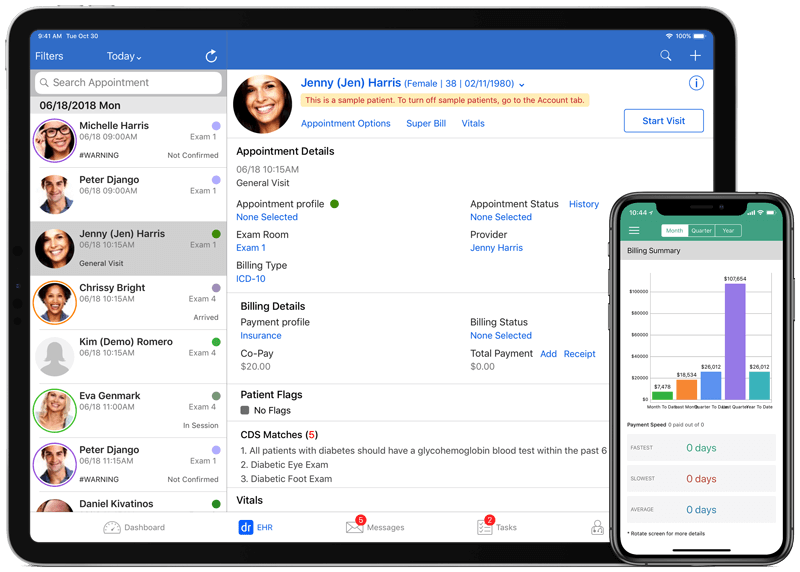 9:41 AM Tue Oct 30
100%
Filters
Today
Search Appointment
06/18/2018 Mon
Michelle Harris
06/18 09:00AM
Exam 1
#WARNING
Not Confirmed
Peter Django
06/18 09:00AM
Exam 1
Jenny (Jen) Harris
06/18 10:15AM
Exam 1
General Visit
Chrissy Bright
06/18 10:15AM
Exam 4
Arrived
Kim (Demo) Romero
06/18 10:15AM
Exam 4
Eva Genmark
06/18 11:00AM
Exam 4
In Session
Peter Django
06/18 11:15AM
Exam 1
#WARNING
Not Confirmed
Daniel Kivatinos
Jenny (Jen) Harris (Female | 38 | 02/11/1980)
This is a sample patient. To turn off sample patients, go to the Account tab.
Appointment Options
Super Bill
Vitals
Start Visit
Appointment Details
06/18 10:15AM
General Visit
Appointment profile
None Selected
Appointment Status
History
None Selected
Exam Room
Exam 1
Provider
Jenny Harris
Billing Type
ICD-10
Billing Details
Payment profile
Insurance
Billing Status
None Selected
Co-Pay
$20.00
Total Payment
Add
Receipt
$0.00
Patient Flags
No Flags
CDS Matches (5)
1. All patients with diabetes should have a glycohemoglobin blood test within the past 6
2. Diabetic Eye Exam
3. Diabetic Foot Exam
Vitals
Dashboard
dr
EHR
5
Messages
2
Tasks
10:44
Month
Quarter
Year
Billing Summary
$100000
$80000
$60000
$40000
$20000
$0
$7,478
$18,534
$26,012
$107,654
$26,012
Month To Date
Last Month
Quarter To Date
Last Quarter
Year To Date
Payment Speed 0 paid out of 0
FASTEST
0 days
SLOWEST
0 days
AVERAGE
0 days
* Rotate screen for more details